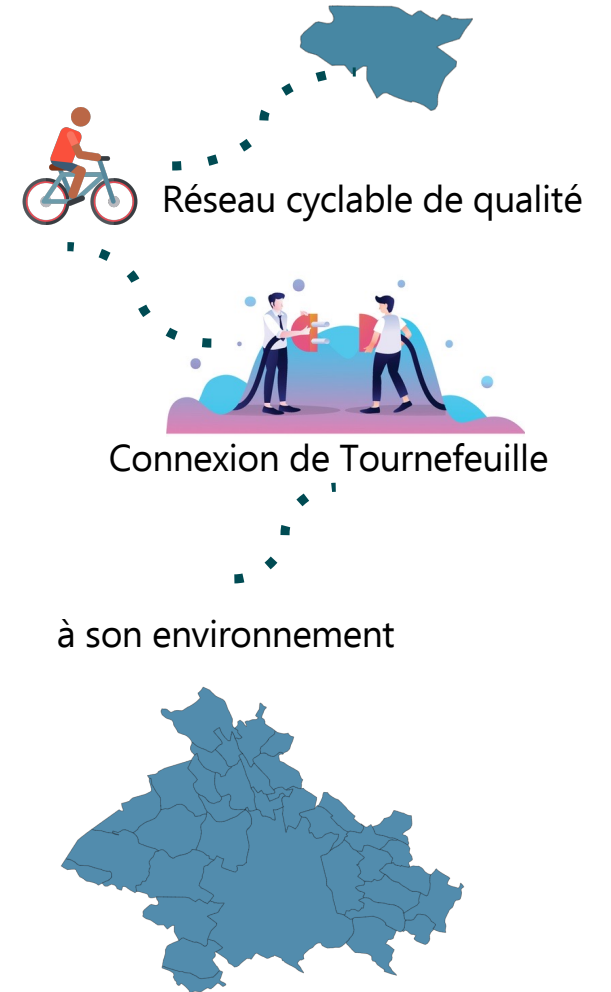 Réseau cyclable de qualité
Connexion de Tournefeuille
à son environnement